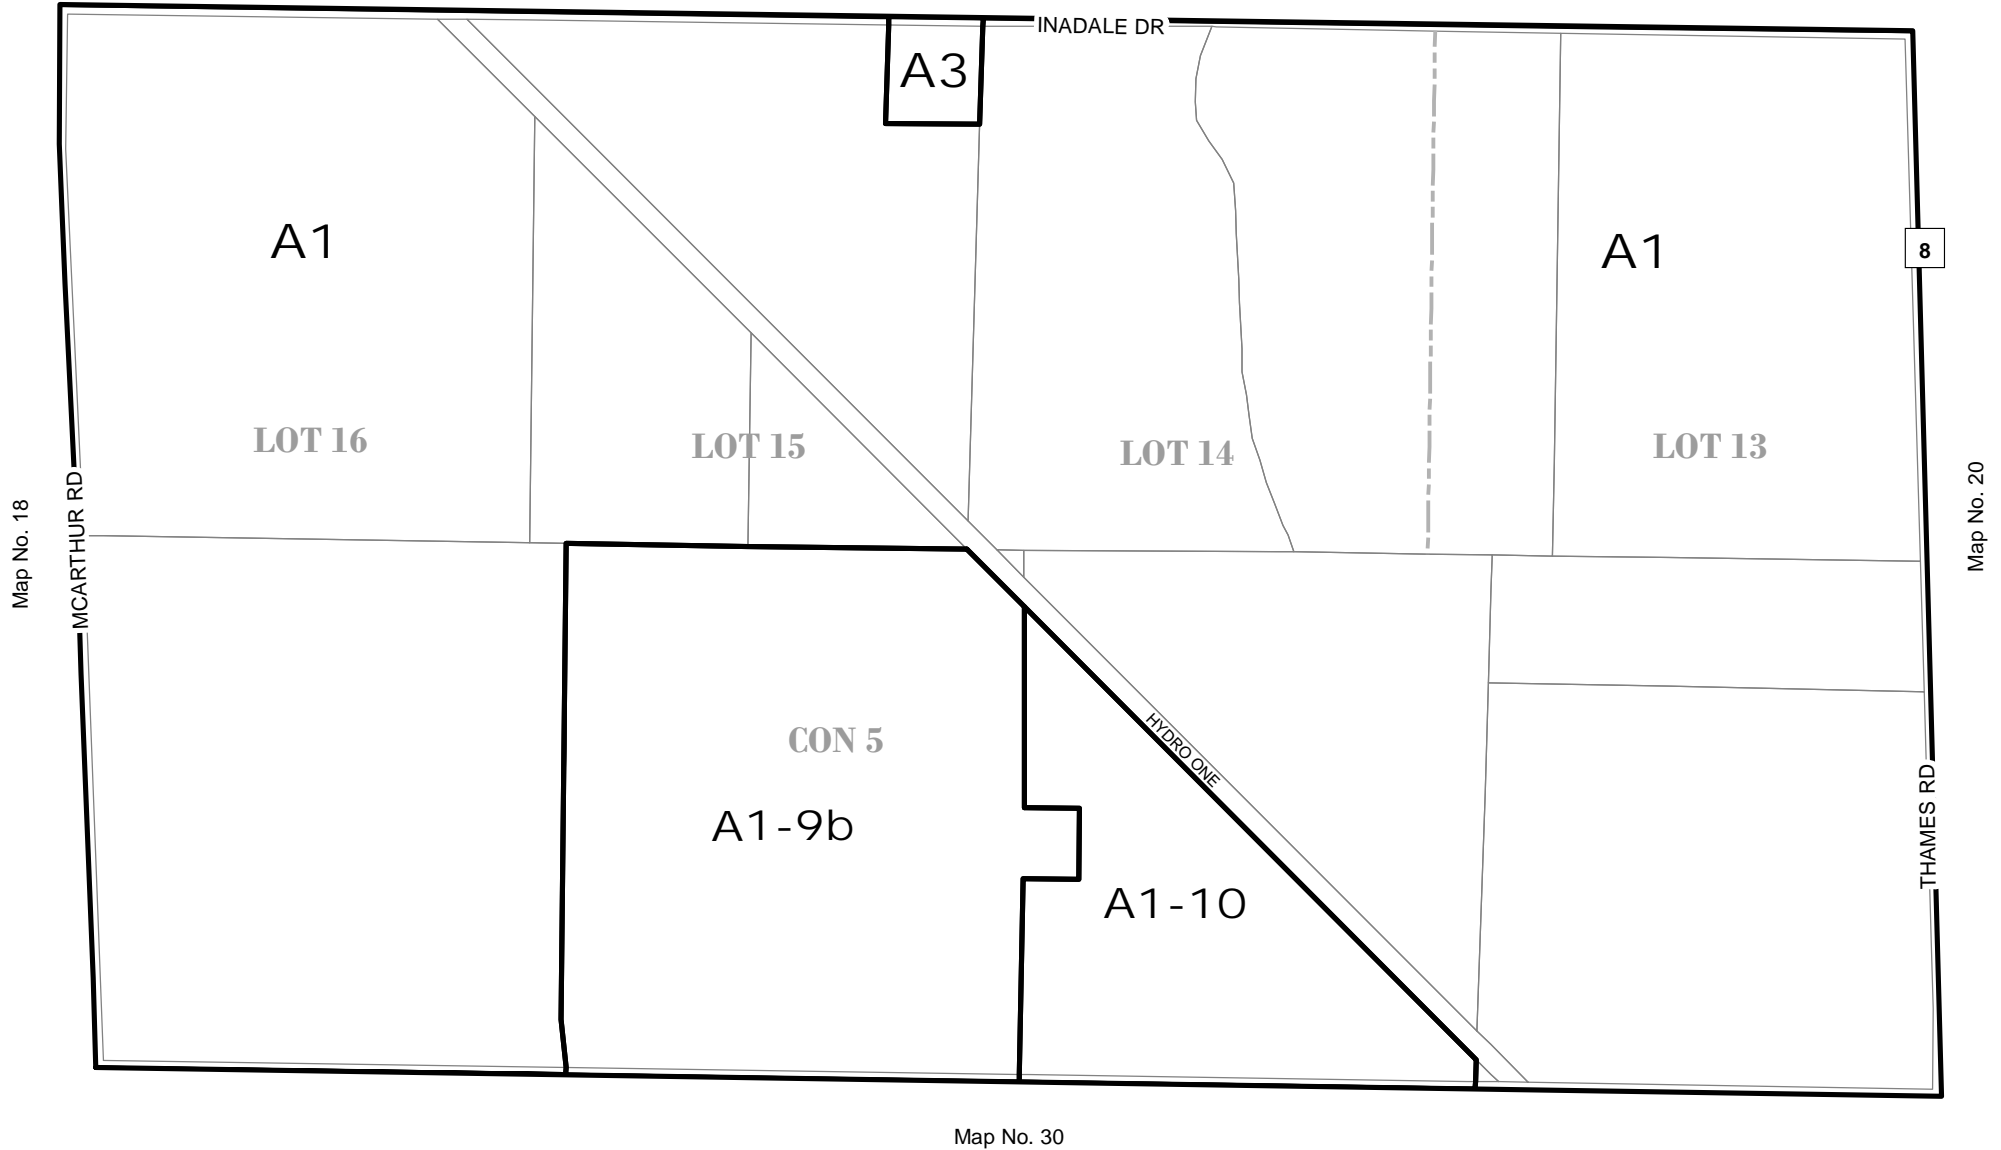 INADALE DR
A3
A1
A1
8
LOT 16
LOT 15
LOT 14
LOT 13
Map No. 18
MCARTHUR RD
Map No. 20
CON 5
HYDRO ONE
A1-9b
THAMES RD
A1-10
Map No. 30